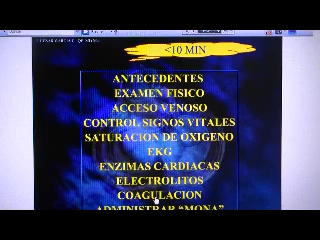 <10 MIN
ANTECEDENTES
EXAMEN FISICO
ACCESO VENOSO
CONTROL SIGNOS VITALES
SATURACION DE OXIGENO
EKG
ENZIMAS CARDIACAS
ELECTROLITOS
COAGULACION
ADMINISTRAR “MONA”